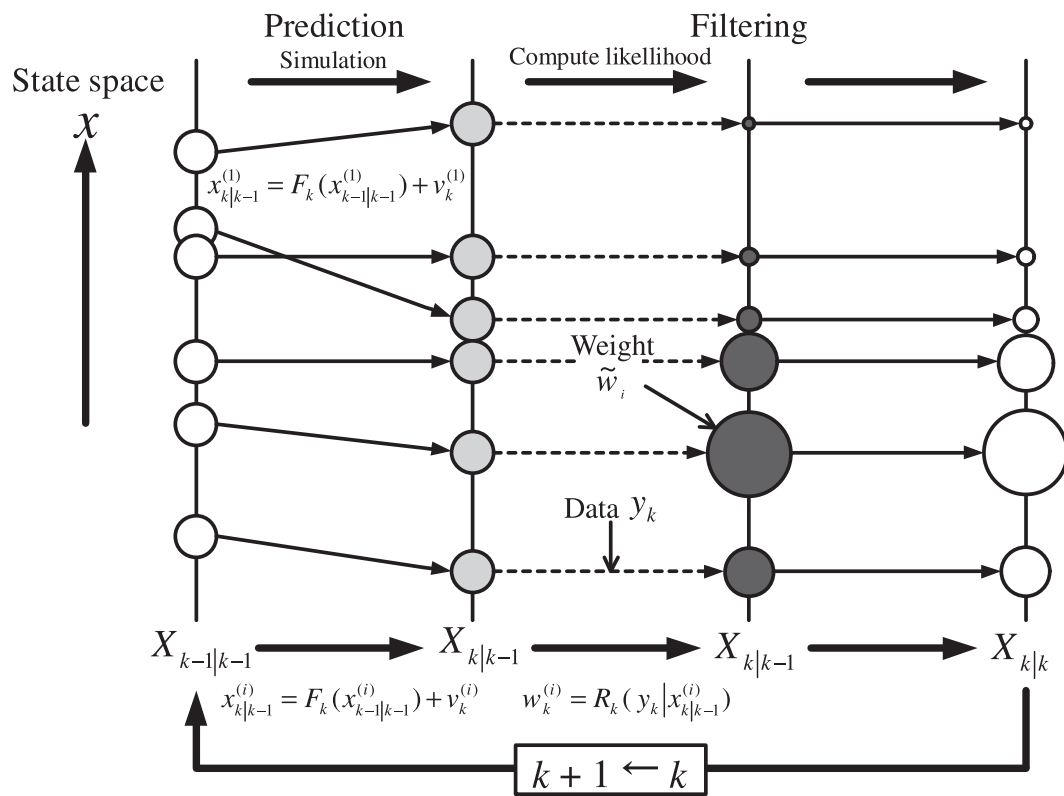 Prediction
Filtering
Simulation
Compute likellihood
State space
x
x_{k|k-1}^{(1)} = F_k(x_{k-1|k-1}^{(1)}) + v_k^{(1)}
Weight
w̃_i
Data y_k
X_{k-1|k-1}
X_{k|k-1}
X_{k|k-1}
X_{k|k}
x_{k|k-1}^{(i)} = F_k(x_{k-1|k-1}^{(i)}) + v_k^{(i)}
w_k^{(i)} = R_k(y_k|x_{k|k-1}^{(i)})
k + 1 ← k